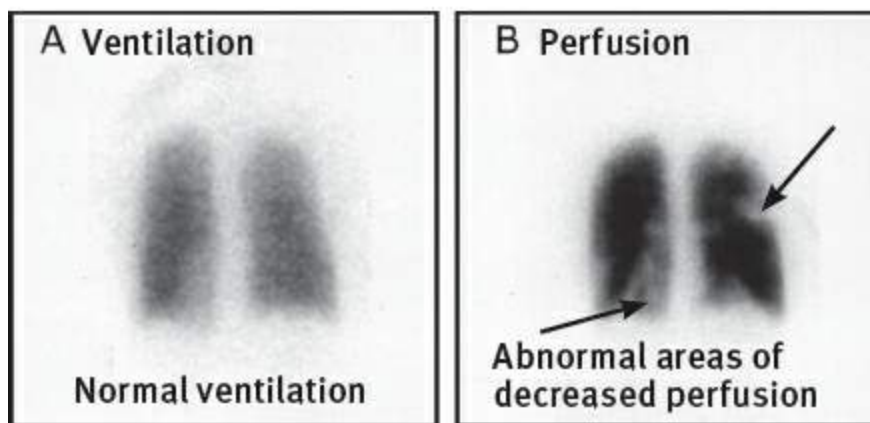 A Ventilation
Normal ventilation
B Perfusion
Abnormal areas of
decreased perfusion